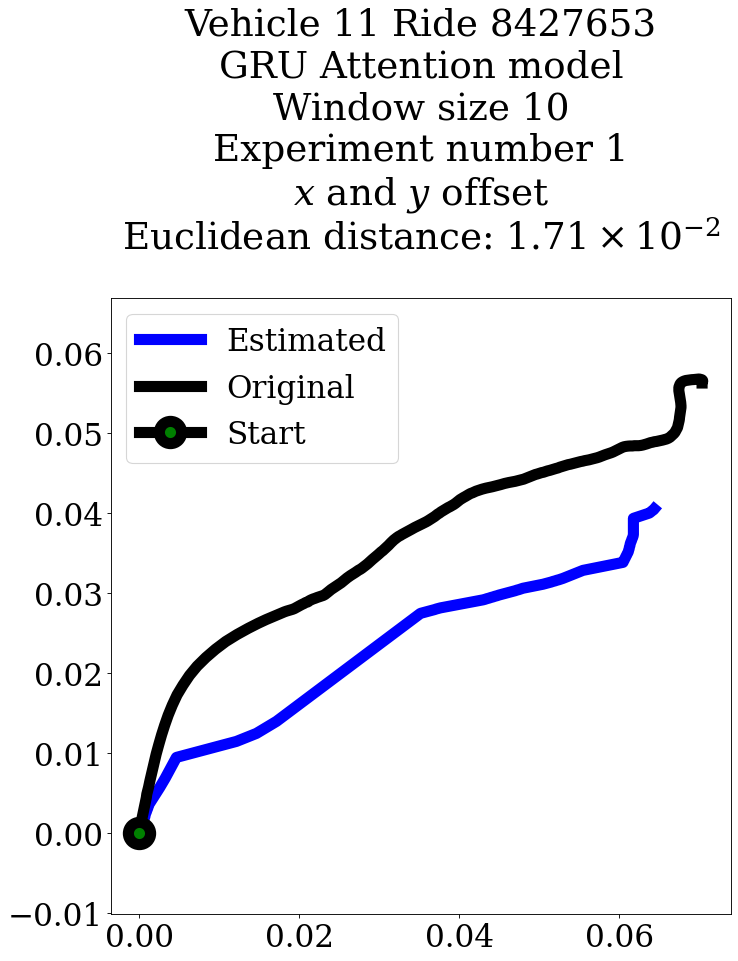 Vehicle 11 Ride 8427653
GRU Attention model
Window size 10
Experiment number 1
x and y offset
Euclidean distance: 1.71 × 10⁻²
Estimated
Original
Start
0.06
0.05
0.04
0.03
0.02
0.01
0.00
−0.01
0.00 0.02 0.04 0.06